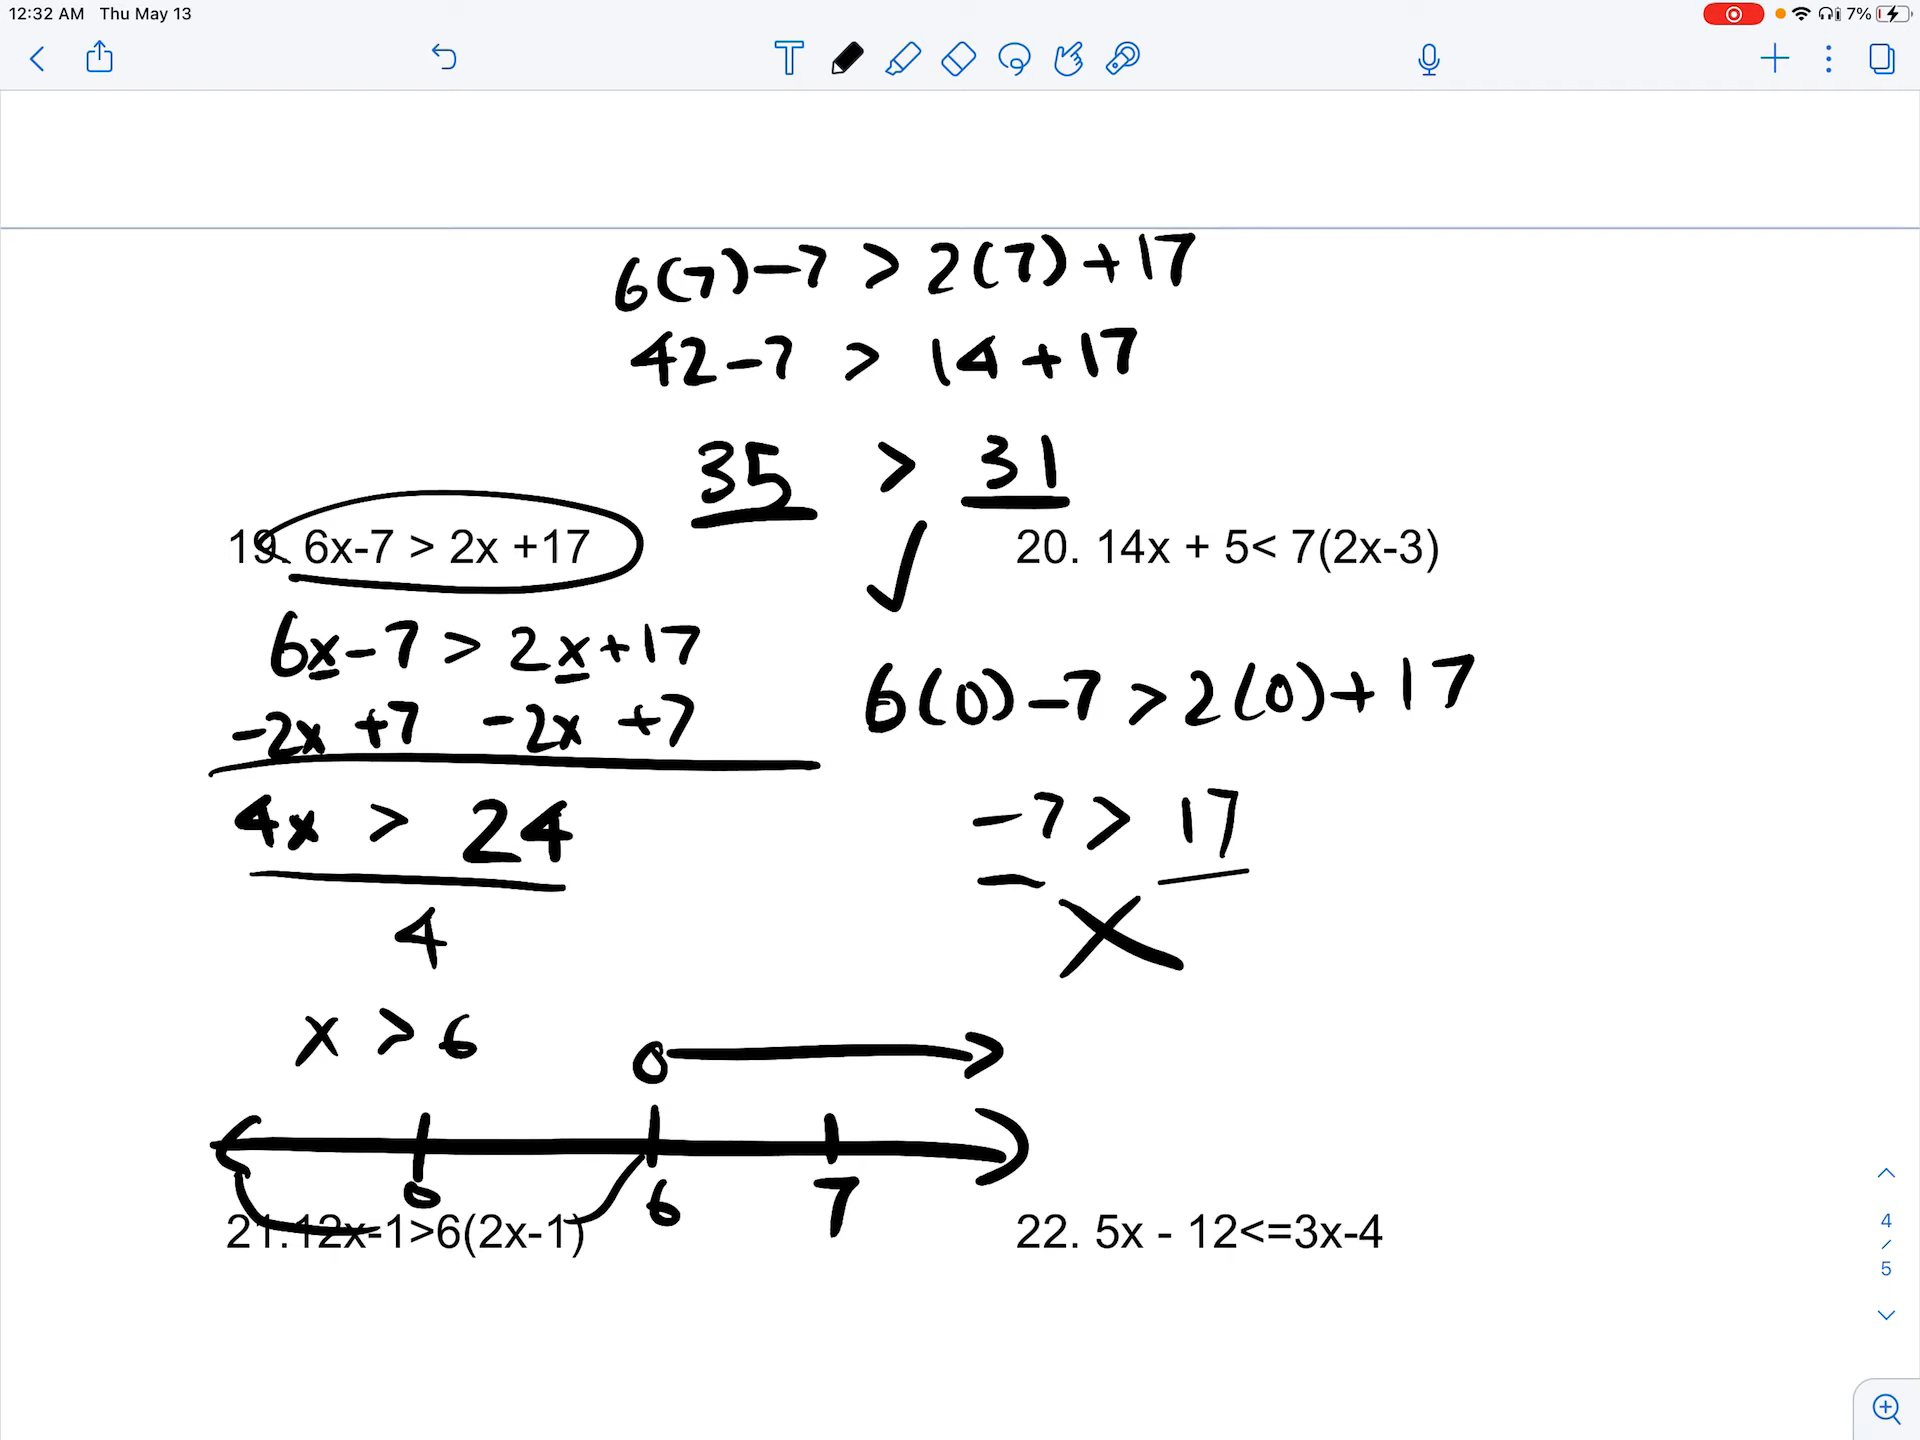 12:32 AM Thu May 13
7%
T
6(7)-7 > 2(7)+17
42-7 > 14+17
35 > 31
19. 6x-7 > 2x +17
20. 14x + 5< 7(2x-3)
6x-7 > 2x+17
-2x +7 -2x +7
4x > 24
4
x > 6
6(0)-7 > 2(0)+17
-7 > 17
0 6 7
21.12x-1>6(2x-1)
22. 5x - 12<=3x-4
4
/
5